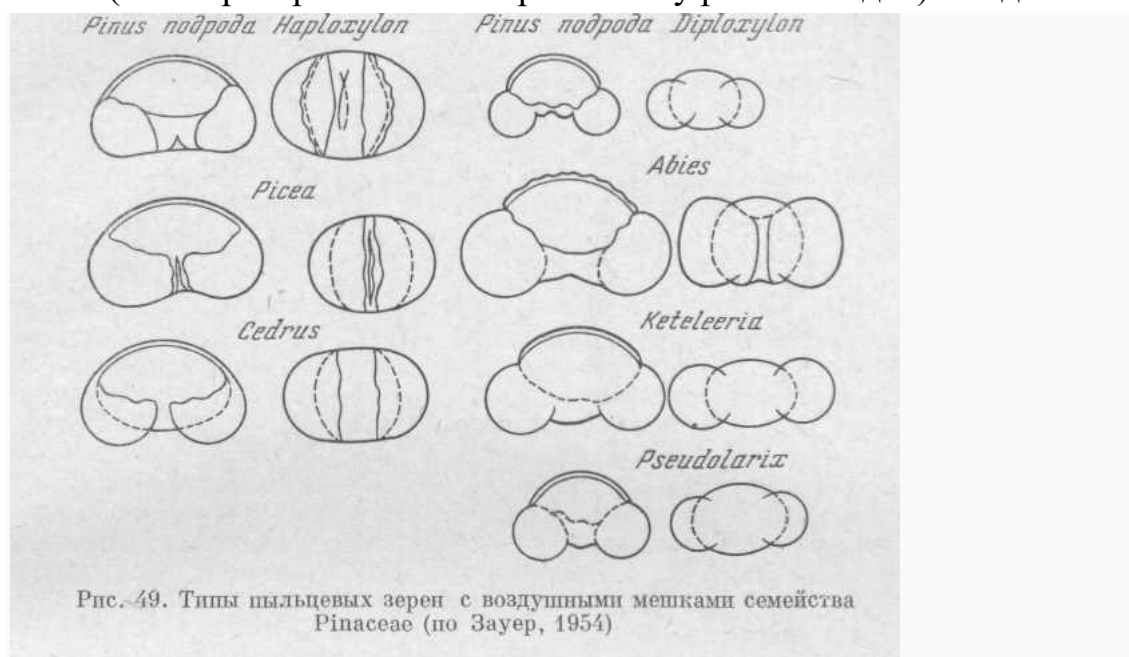 Pinus подрода Haploxylon Pinus подрода Diploxylon
Abies
Picea
Keteleeria
Cedrus
Pseudolarix
Рис. 49. Типы пыльцевых зерен с воздушными мешками семейства
Pinaceae (по Зауер, 1954)